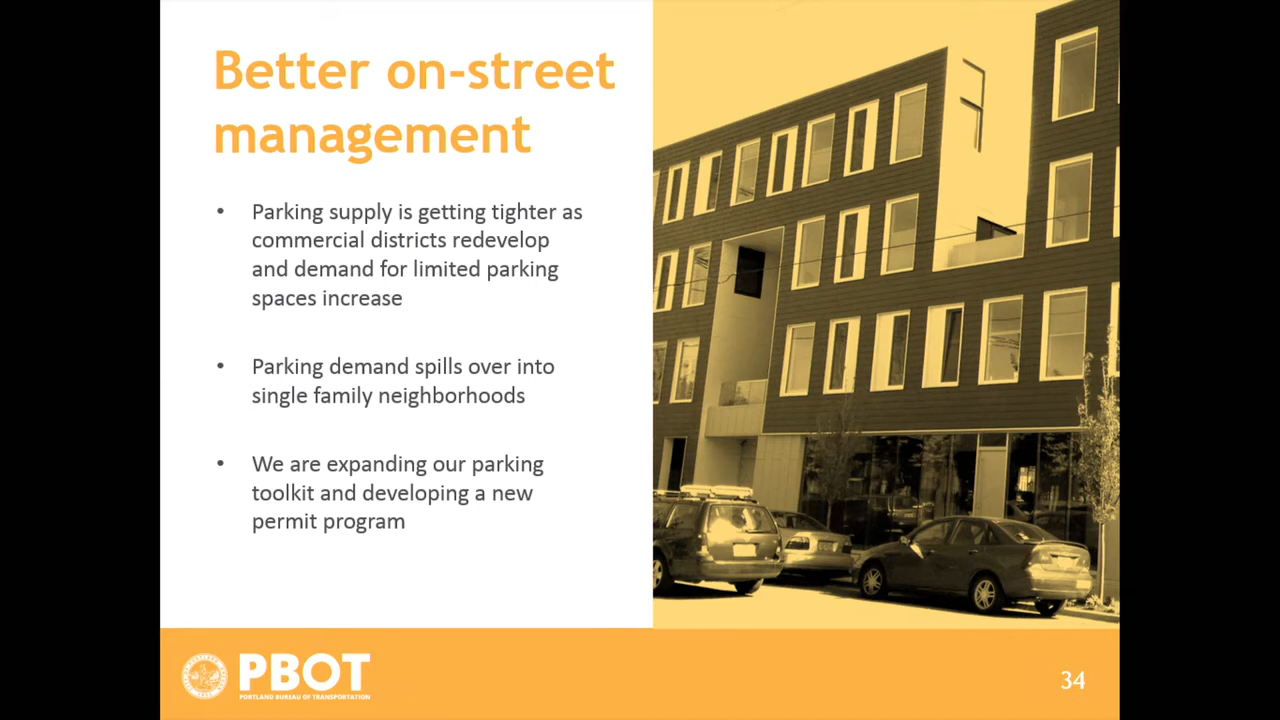 Better on-street
management
• Parking supply is getting tighter as
commercial districts redevelop
and demand for limited parking
spaces increase
• Parking demand spills over into
single family neighborhoods
• We are expanding our parking
toolkit and developing a new
permit program
PBOT
PORTLAND BUREAU OF TRANSPORTATION
34